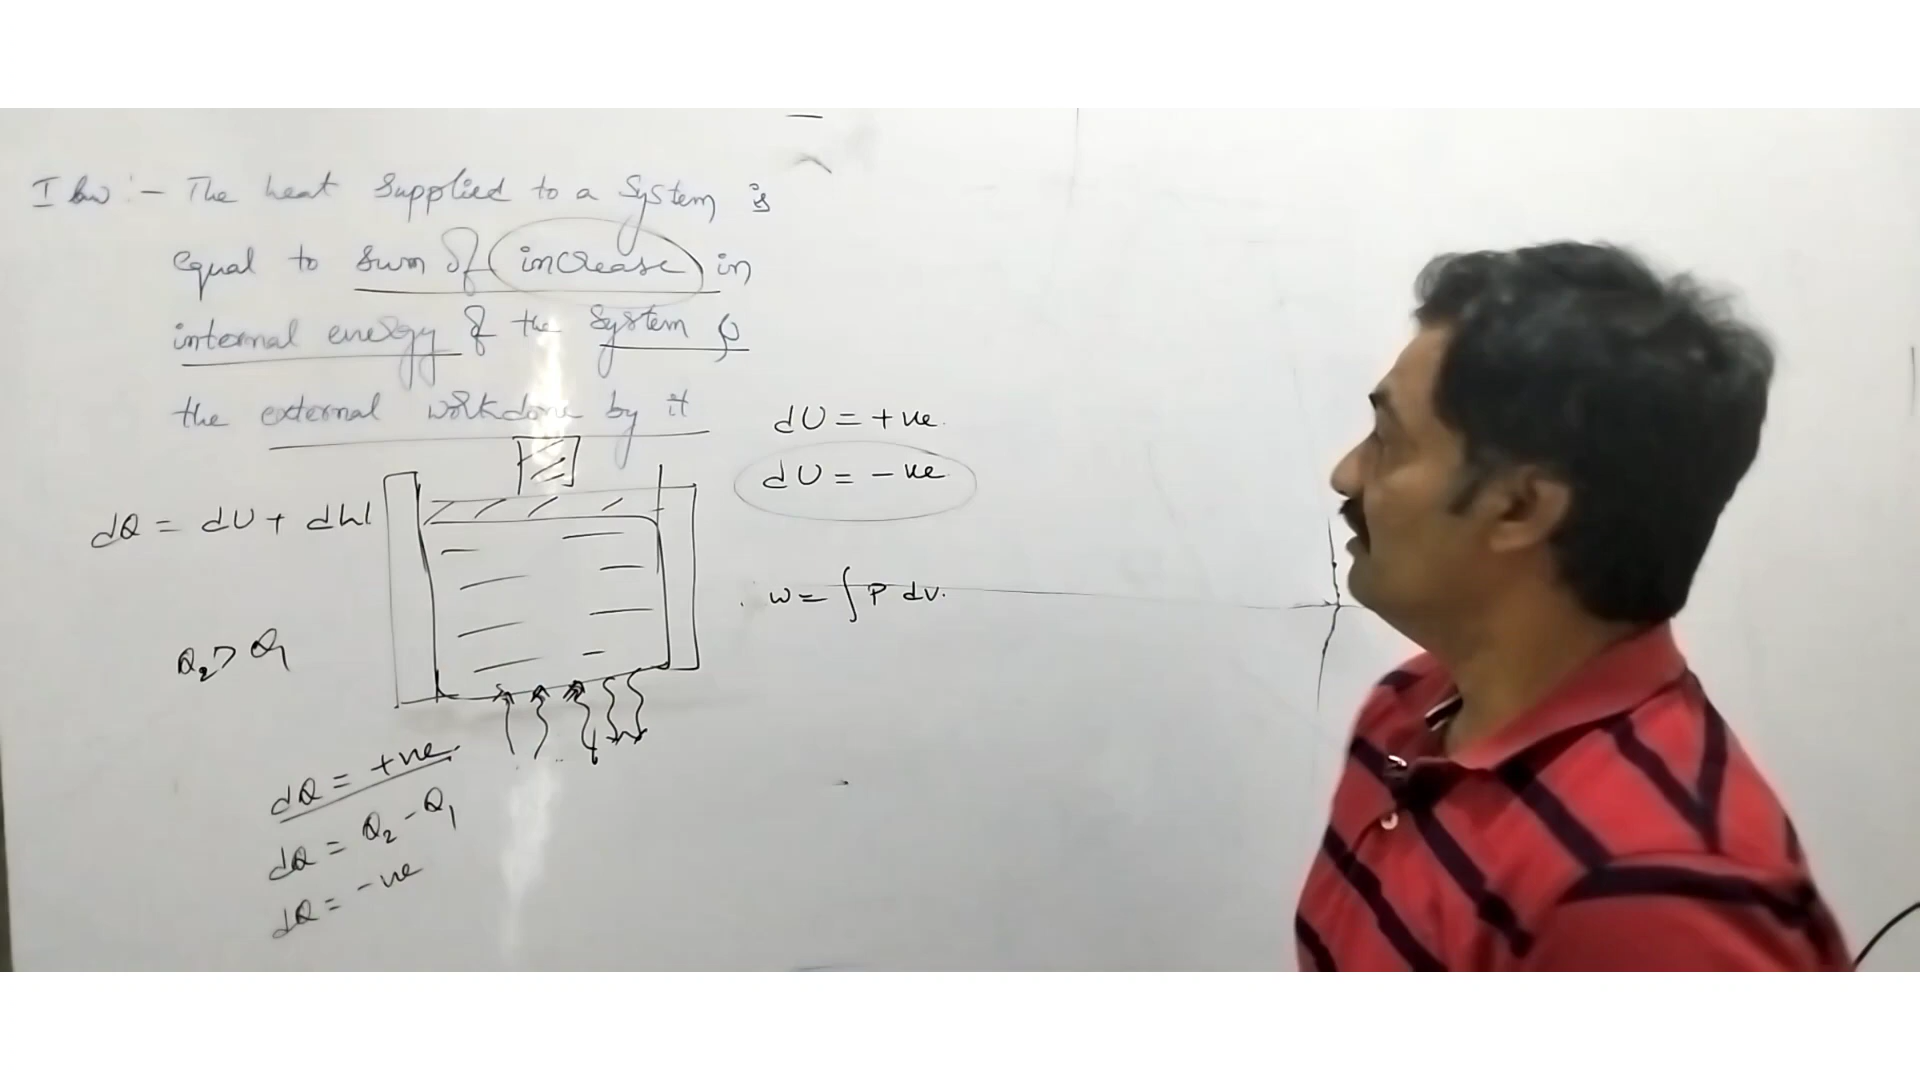 I law :- The heat supplied to a system is
equal to sum of increase in
internal energy of the system &
the external workdone by it
dU = +ve.
dU = -ve
dQ = dU + dW
w = ∫ P dv.
Q₂ > Q₁
dQ = +ve.
dQ = Q₂ - Q₁
dQ = -ve